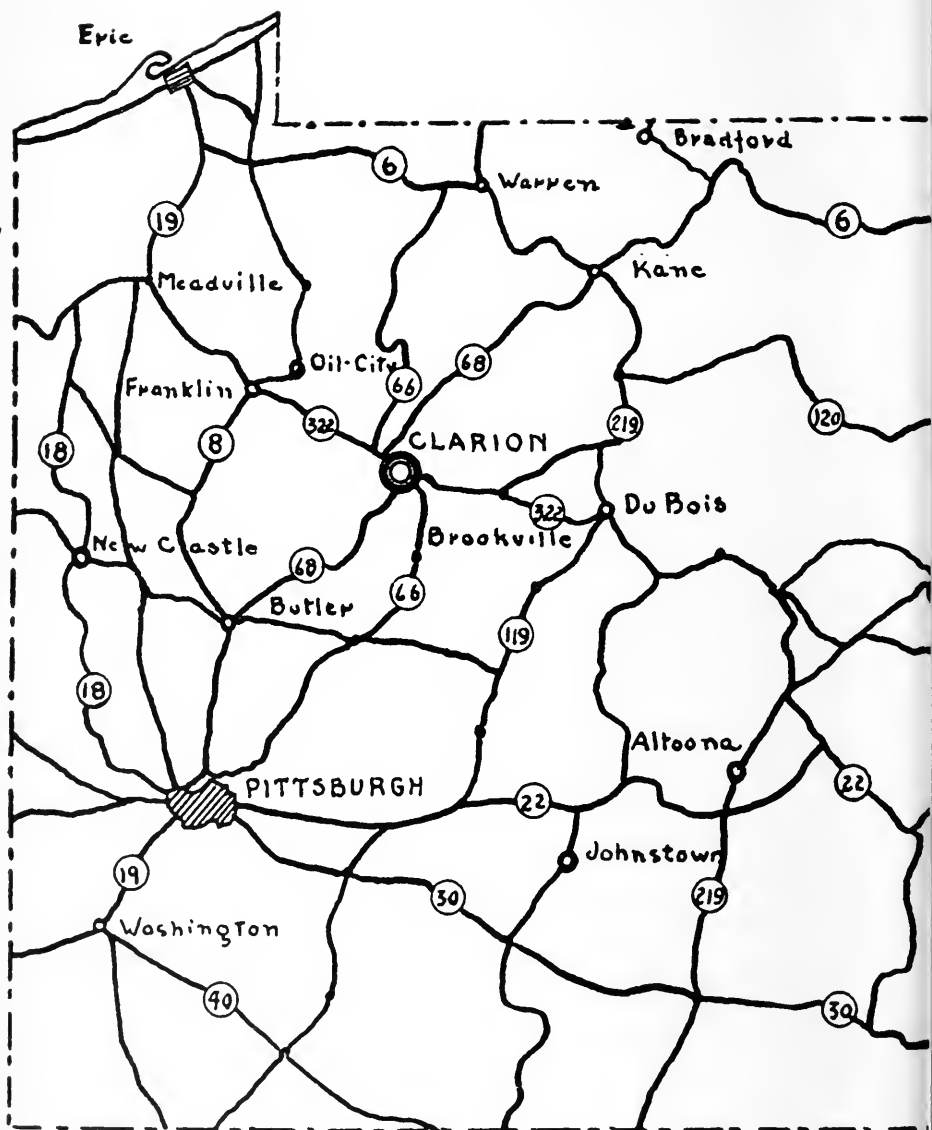 Erie
Bradford
6
Warren
19
6
Kane
Meadville
Oil-City
68
Franklin
66
322
219
120
8
18
CLARION
322
Du Bois
Brookville
New Castle
68
66
Butler
119
18
Altoona
PITTSBURGH
22
22
Johnstown
19
30
219
Washington
40
30